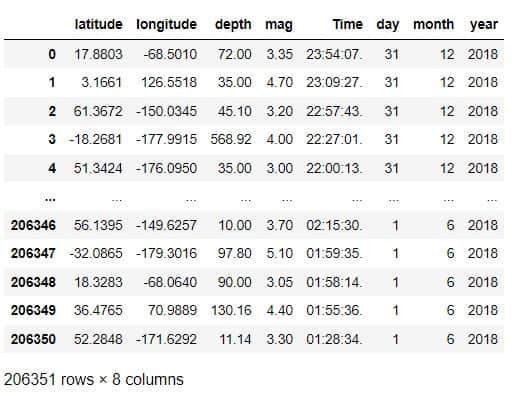 latitude longitude depth mag Time day month year
0 17.8803 -68.5010 72.00 3.35 23:54:07. 31 12 2018
1 3.1661 126.5518 35.00 4.70 23:09:27. 31 12 2018
2 61.3672 -150.0345 45.10 3.20 22:57:43. 31 12 2018
3 -18.2681 -177.9915 568.92 4.00 22:27:01. 31 12 2018
4 51.3424 -176.0950 35.00 3.00 22:00:13. 31 12 2018
... ... ... ... ... ... ... ... ...
206346 56.1395 -149.6257 10.00 3.70 02:15:30. 1 6 2018
206347 -32.0865 -179.3016 97.80 5.10 01:59:35. 1 6 2018
206348 18.3283 -68.0640 90.00 3.05 01:58:14. 1 6 2018
206349 36.4765 70.9889 130.16 4.40 01:55:36. 1 6 2018
206350 52.2848 -171.6292 11.14 3.30 01:28:34. 1 6 2018
206351 rows × 8 columns